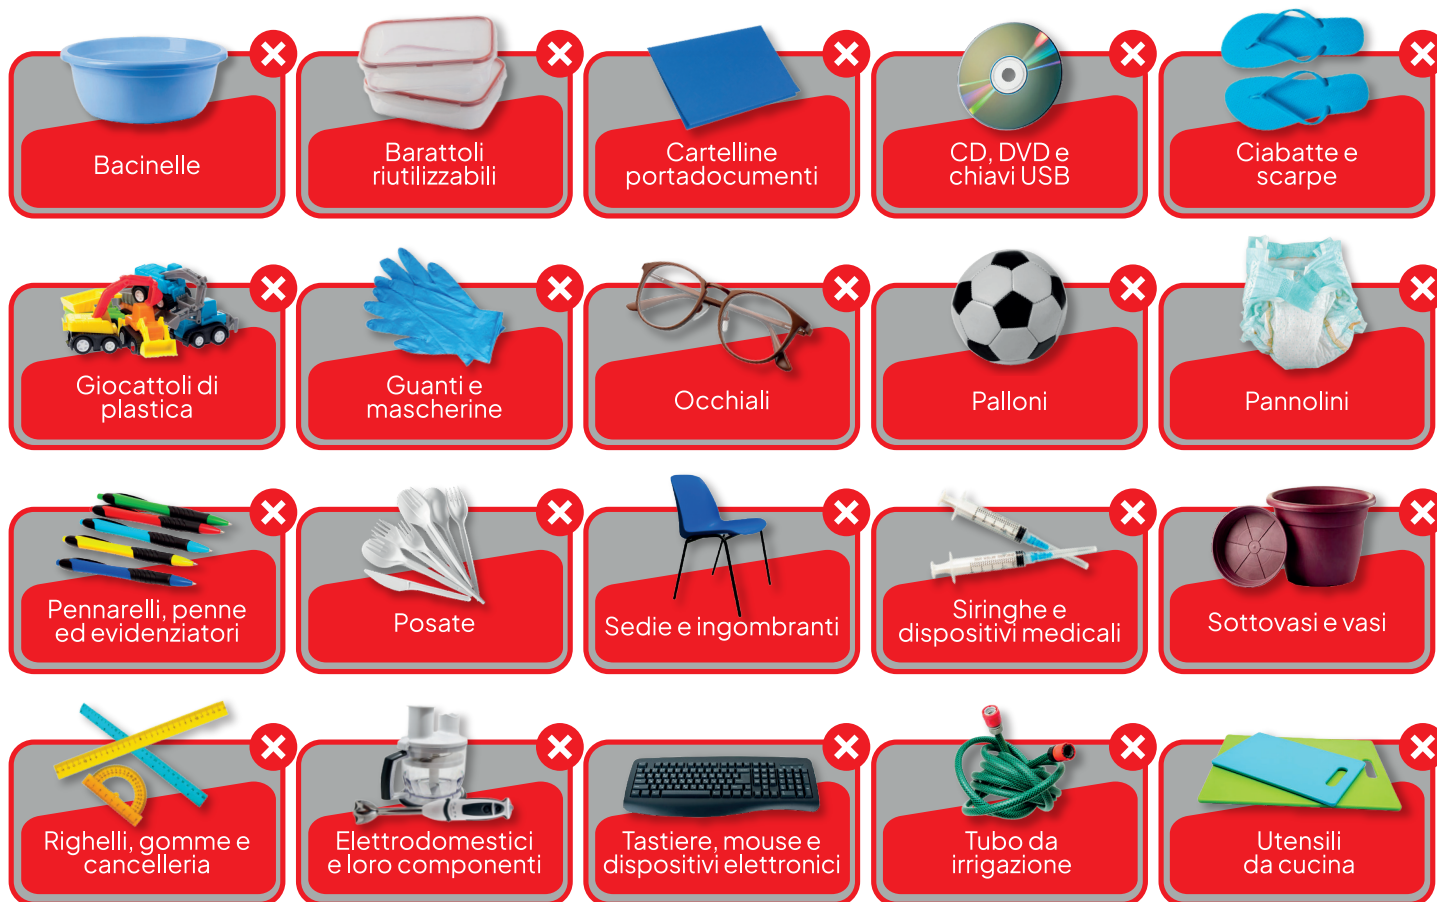 Bacinelle
Barattoli
riutilizzabili
Cartelline
portadocumenti
CD, DVD e
chiavi USB
Ciabatte e
scarpe
Giocattoli di
plastica
Guanti e
mascherine
Occhiali
Palloni
Pannolini
Pennarelli, penne
ed evidenziatori
Posate
Sedie e ingombranti
Siringhe e
dispositivi medicali
Sottovasi e vasi
Righelli, gomme e
cancelleria
Elettrodomestici
e loro componenti
Tastiere, mouse e
dispositivi elettronici
Tubo da
irrigazione
Utensili
da cucina